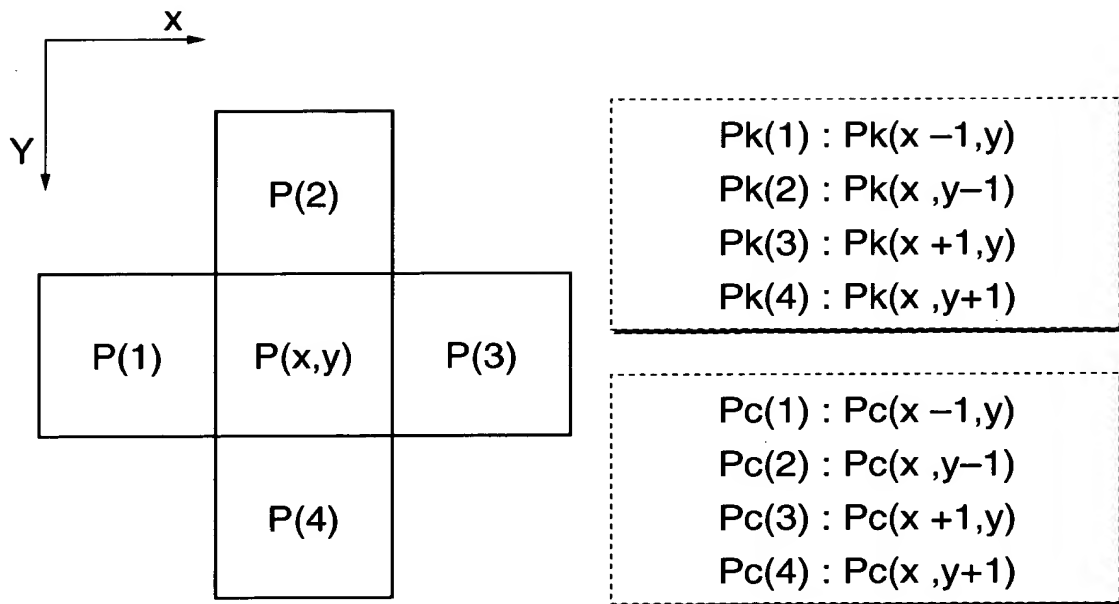 X
Y
P(2)
P(1) P(x,y) P(3)
P(4)
Pk(1) : Pk(x –1,y)
Pk(2) : Pk(x ,y–1)
Pk(3) : Pk(x +1,y)
Pk(4) : Pk(x ,y+1)
Pc(1) : Pc(x –1,y)
Pc(2) : Pc(x ,y–1)
Pc(3) : Pc(x +1,y)
Pc(4) : Pc(x ,y+1)